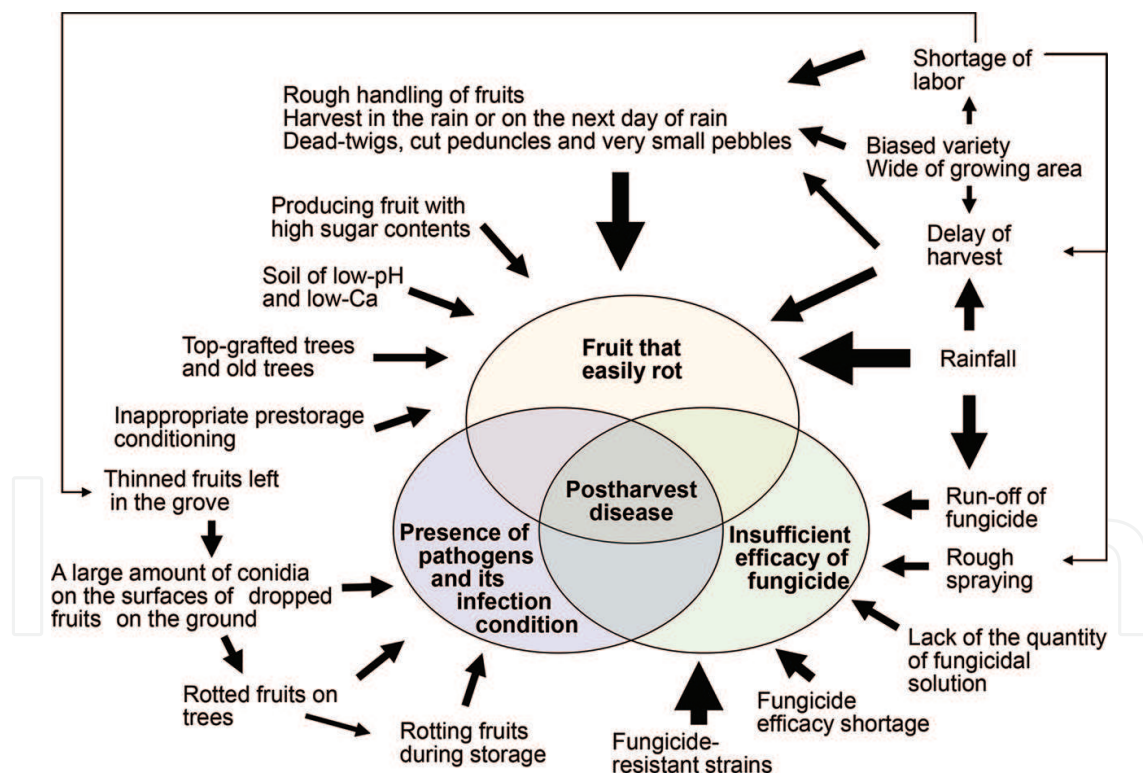 Shortage of
labor
Rough handling of fruits
Harvest in the rain or on the next day of rain
Dead-twigs, cut peduncles and very small pebbles
Biased variety
Wide of growing area
Producing fruit with
high sugar contents
Delay of
harvest
Soil of low-pH
and low-Ca
Top-grafted trees
and old trees
Fruit that
easily rot
Rainfall
Inappropriate prestorage
conditioning
Thinned fruits left
in the grove
Postharvest
disease
Run-off of
fungicide
Presence of
pathogens
and its
infection
condition
Insufficient
efficacy of
fungicide
Rough
spraying
A large amount of conidia
on the surfaces of dropped
fruits on the ground
Lack of the quantity
of fungicidal
solution
Rotted fruits on
trees
Rotting fruits
during storage
Fungicide
efficacy shortage
Fungicide-
resistant strains